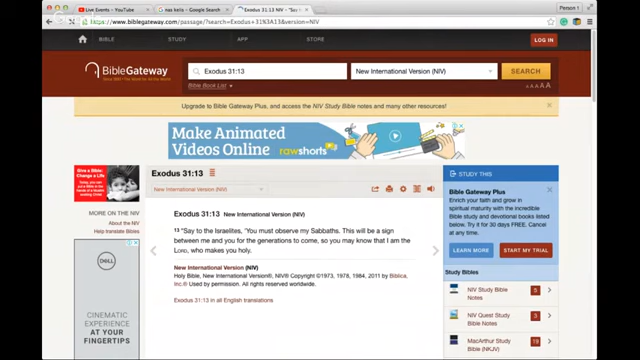 Live Events - YouTube
nas kels - Google Search
Exodus 31:13 NIV - "Say to
Person 1
https://www.biblegateway.com/passage/?search=Exodus+31%3A13&version=NIV
BIBLE STUDY APP STORE LOG IN
BibleGateway
Exodus 31:13
New International Version (NIV)
SEARCH
Bible Book List
A A A A A
Upgrade to Bible Gateway Plus, and access the NIV Study Bible notes and many other resources!
Make Animated
Videos Online rawshorts
Give a Bible:
Change a Life
MORE ON THE NIV
About the NIV
Help translate Bibles
DELL
CINEMATIC
EXPERIENCE
AT YOUR
FINGERTIPS
Exodus 31:13
New International Version (NIV)
Exodus 31:13 New International Version (NIV)
13 "Say to the Israelites, 'You must observe my Sabbaths. This will be a sign
between me and you for the generations to come, so you may know that I am the
LORD, who makes you holy.
New International Version (NIV)
Holy Bible, New International Version®, NIV® Copyright ©1973, 1978, 1984, 2011 by Biblica,
Inc.® Used by permission. All rights reserved worldwide.
Exodus 31:13 in all English translations
STUDY THIS
Bible Gateway Plus
Enrich your faith and grow in
spiritual maturity with the incredible
Bible study and devotional books listed
below. Try it for 30 days FREE. Cancel
at any time.
LEARN MORE
START MY TRIAL
Study Bibles
NIV Study Bible
Notes
5
NIV Quest Study Bible
Notes
3
MacArthur Study
Bible (NKJV)
19